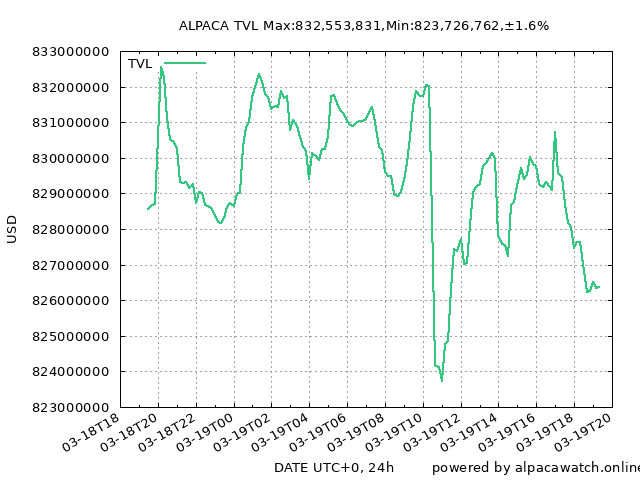 ALPACA TVL Max:832,553,831,Min:823,726,762,±1.6%
833000000
TVL
832000000
831000000
830000000
829000000
828000000
827000000
826000000
825000000
824000000
823000000
USD
03-18T18
03-18T20
03-18T22
03-19T00
03-19T02
03-19T04
03-19T06
03-19T08
03-19T10
03-19T12
03-19T14
03-19T16
03-19T18
03-19T20
DATE UTC+0, 24h
powered by alpacawatch.online